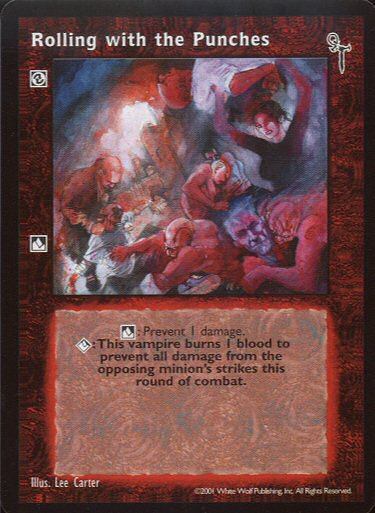 Rolling with the Punches
: Prevent 1 damage.
:This vampire burns 1 blood to
prevent all damage from the
opposing minion's strikes this
round of combat.
Illus. Lee Carter
©2001 White Wolf Publishing, Inc. All Rights Reserved.